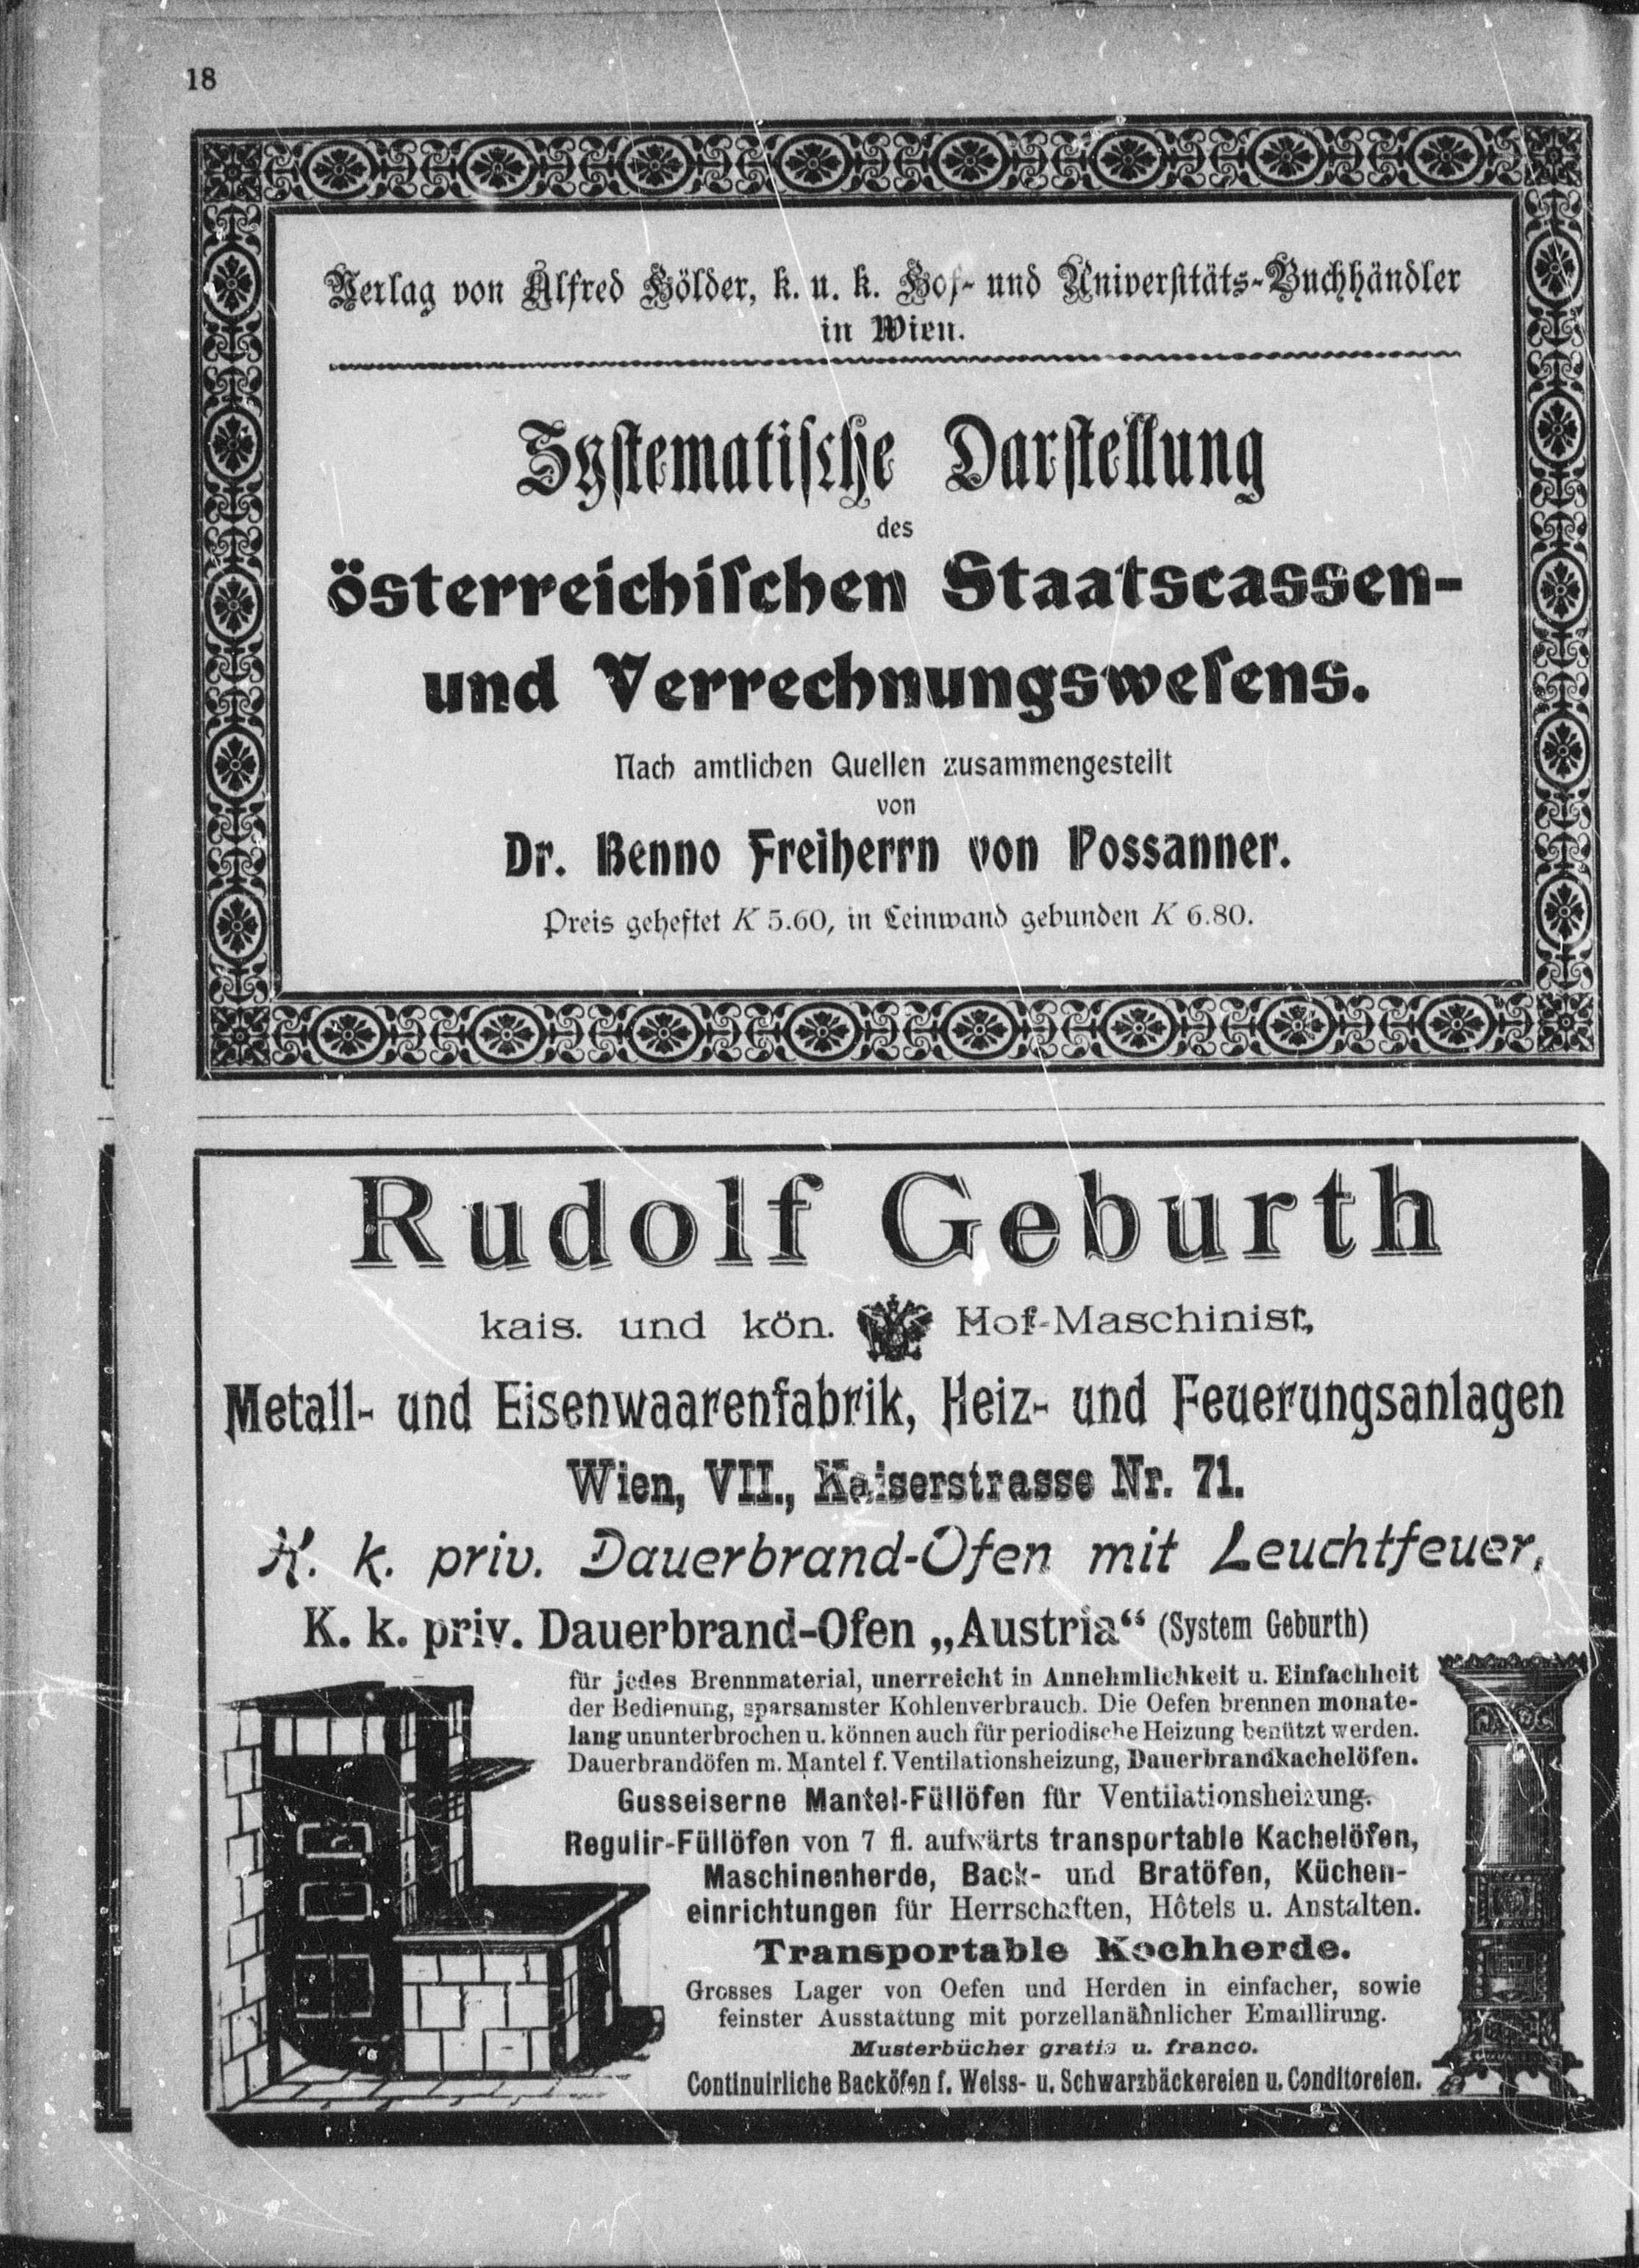 18
Verlag von Alfred Hölder, k. u. k. Hof- und Universitäts-Buchhändler
in Wien.
Systematische Darstellung
des
österreichischen Staatscassen-
und Verrechnungswesens.
Nach amtlichen Quellen zusammengestellt
von
Dr. Benno Freiherrn von Possanner.
Preis geheftet K 5.60, in Leinwand gebunden K 6.80.
Rudolf Geburth
kais. und kön. Hof-Maschinist,
Metall- und Eisenwaarenfabrik, Heiz- und Feuerungsanlagen
Wien, VII., Kaiserstrasse Nr. 71.
K. k. priv. Dauerbrand-Ofen mit Leuchtfeuer,
K. k. priv. Dauerbrand-Ofen „Austria“ (System Geburth)
für jedes Brennmaterial, unerreicht in Annehmlichkeit u. Einfachheit
der Bedienung, sparsamster Kohlenverbrauch. Die Oefen brennen monate-
lang ununterbrochen u. können auch für periodische Heizung benützt werden.
Dauerbrandöfen m. Mantel f. Ventilationsheizung, Dauerbrandkachelöfen.
Gusseiserne Mantel-Füllöfen für Ventilationsheizung.
Regulir-Füllöfen von 7 fl. aufwärts transportable Kachelöfen,
Maschinenherde, Back- und Bratöfen, Küchen-
einrichtungen für Herrschaften, Hôtels u. Anstalten.
Transportable Kochherde.
Grosses Lager von Oefen und Herden in einfacher, sowie
feinster Ausstattung mit porzellanähnlicher Emaillirung.
Musterbücher gratis u. franco.
Continuirliche Backöfen f. Weiss- u. Schwarzbäckereien u. Conditoreien.